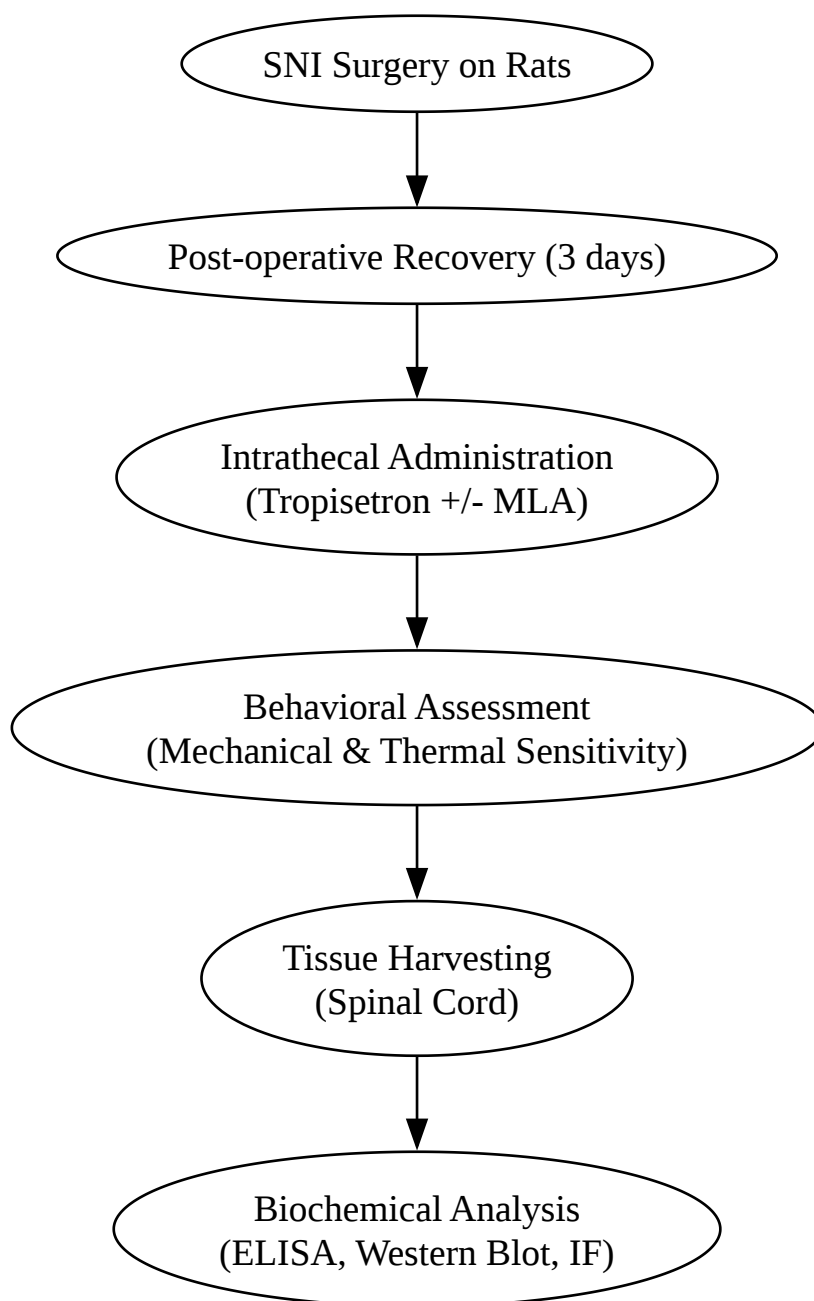 SNI Surgery on Rats
Post-operative Recovery (3 days)
Intrathecal Administration
(Tropisetron +/- MLA)
Behavioral Assessment
(Mechanical & Thermal Sensitivity)
Tissue Harvesting
(Spinal Cord)
Biochemical Analysis
(ELISA, Western Blot, IF)